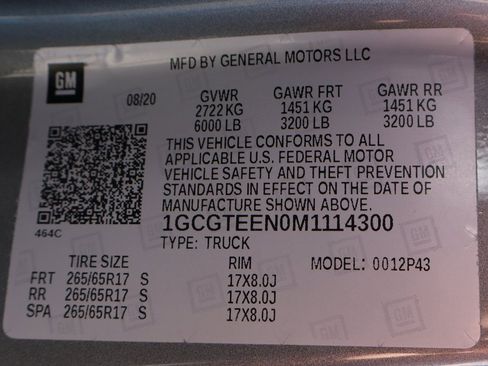 GM
MFD BY GENERAL MOTORS LLC
08/20 GVWR GAWR FRT GAWR RR
2722 KG 1451 KG 1451 KG
6000 LB 3200 LB 3200 LB
THIS VEHICLE CONFORMS TO ALL
APPLICABLE U.S. FEDERAL MOTOR
VEHICLE SAFETY AND THEFT PREVENTION
STANDARDS IN EFFECT ON THE DATE OF
MANUFACTURE SHOWN ABOVE.
464C
1GCGTEEN0M1114300
TYPE: TRUCK
TIRE SIZE RIM MODEL: 0012P43
FRT 265/65R17 S 17X8.0J
RR 265/65R17 S 17X8.0J
SPA 265/65R17 S 17X8.0J